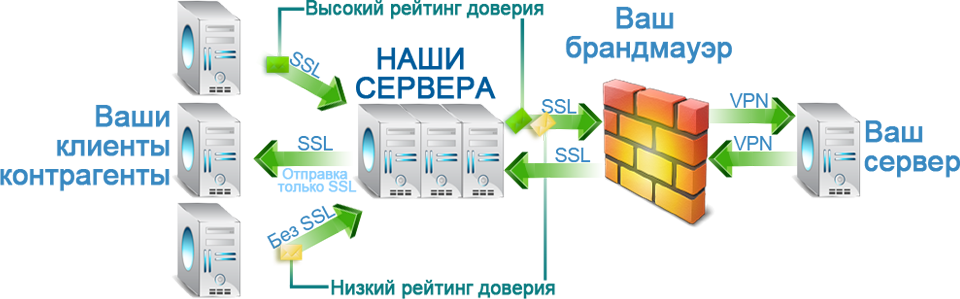 Высокий рейтинг доверия
SSL
НАШИ
СЕРВЕРА
Ваш
брандмауэр
SSL
VPN
Ваши
клиенты
контрагенты
SSL
Отправка
только SSL
SSL
VPN
Ваш
сервер
Без SSL
Низкий рейтинг доверия